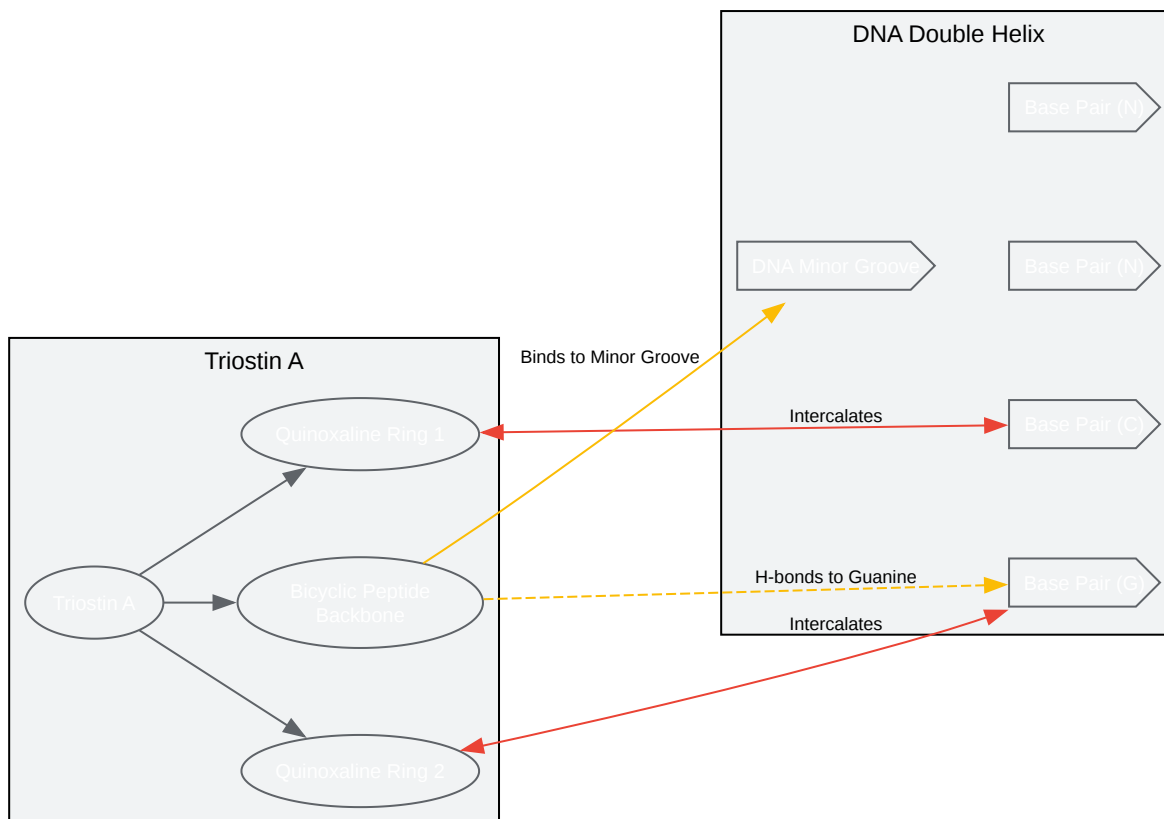 DNA Double Helix
Base Pair (N)
DNA Minor Groove
Base Pair (N)
Binds to Minor Groove
Triostin A
Intercalates
Base Pair (C)
Quinoxaline Ring 1
H-bonds to Guanine
Base Pair (G)
Bicyclic Peptide
Backbone
Triostin A
Intercalates
Quinoxaline Ring 2